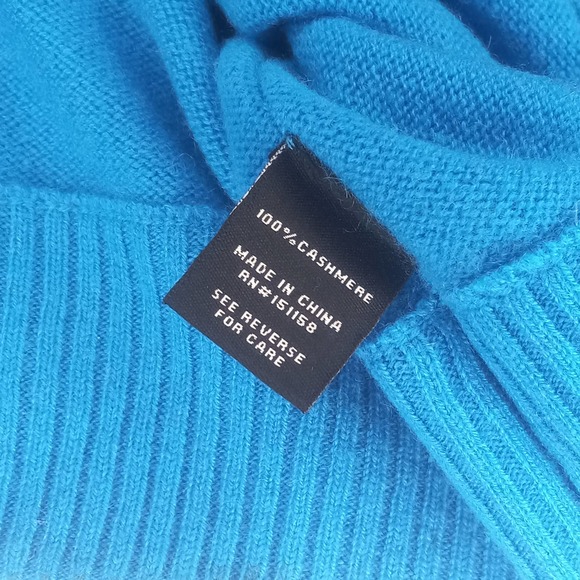 100%CASHMERE
MADE IN CHINA
RN#151158
SEE REVERSE
FOR CARE